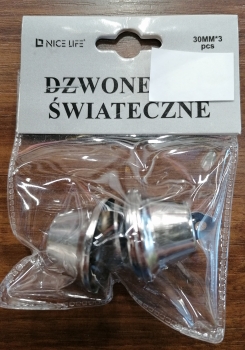 NICE LIFE
30MM*3
pcs
DZWONE
ŚWIATECZNE